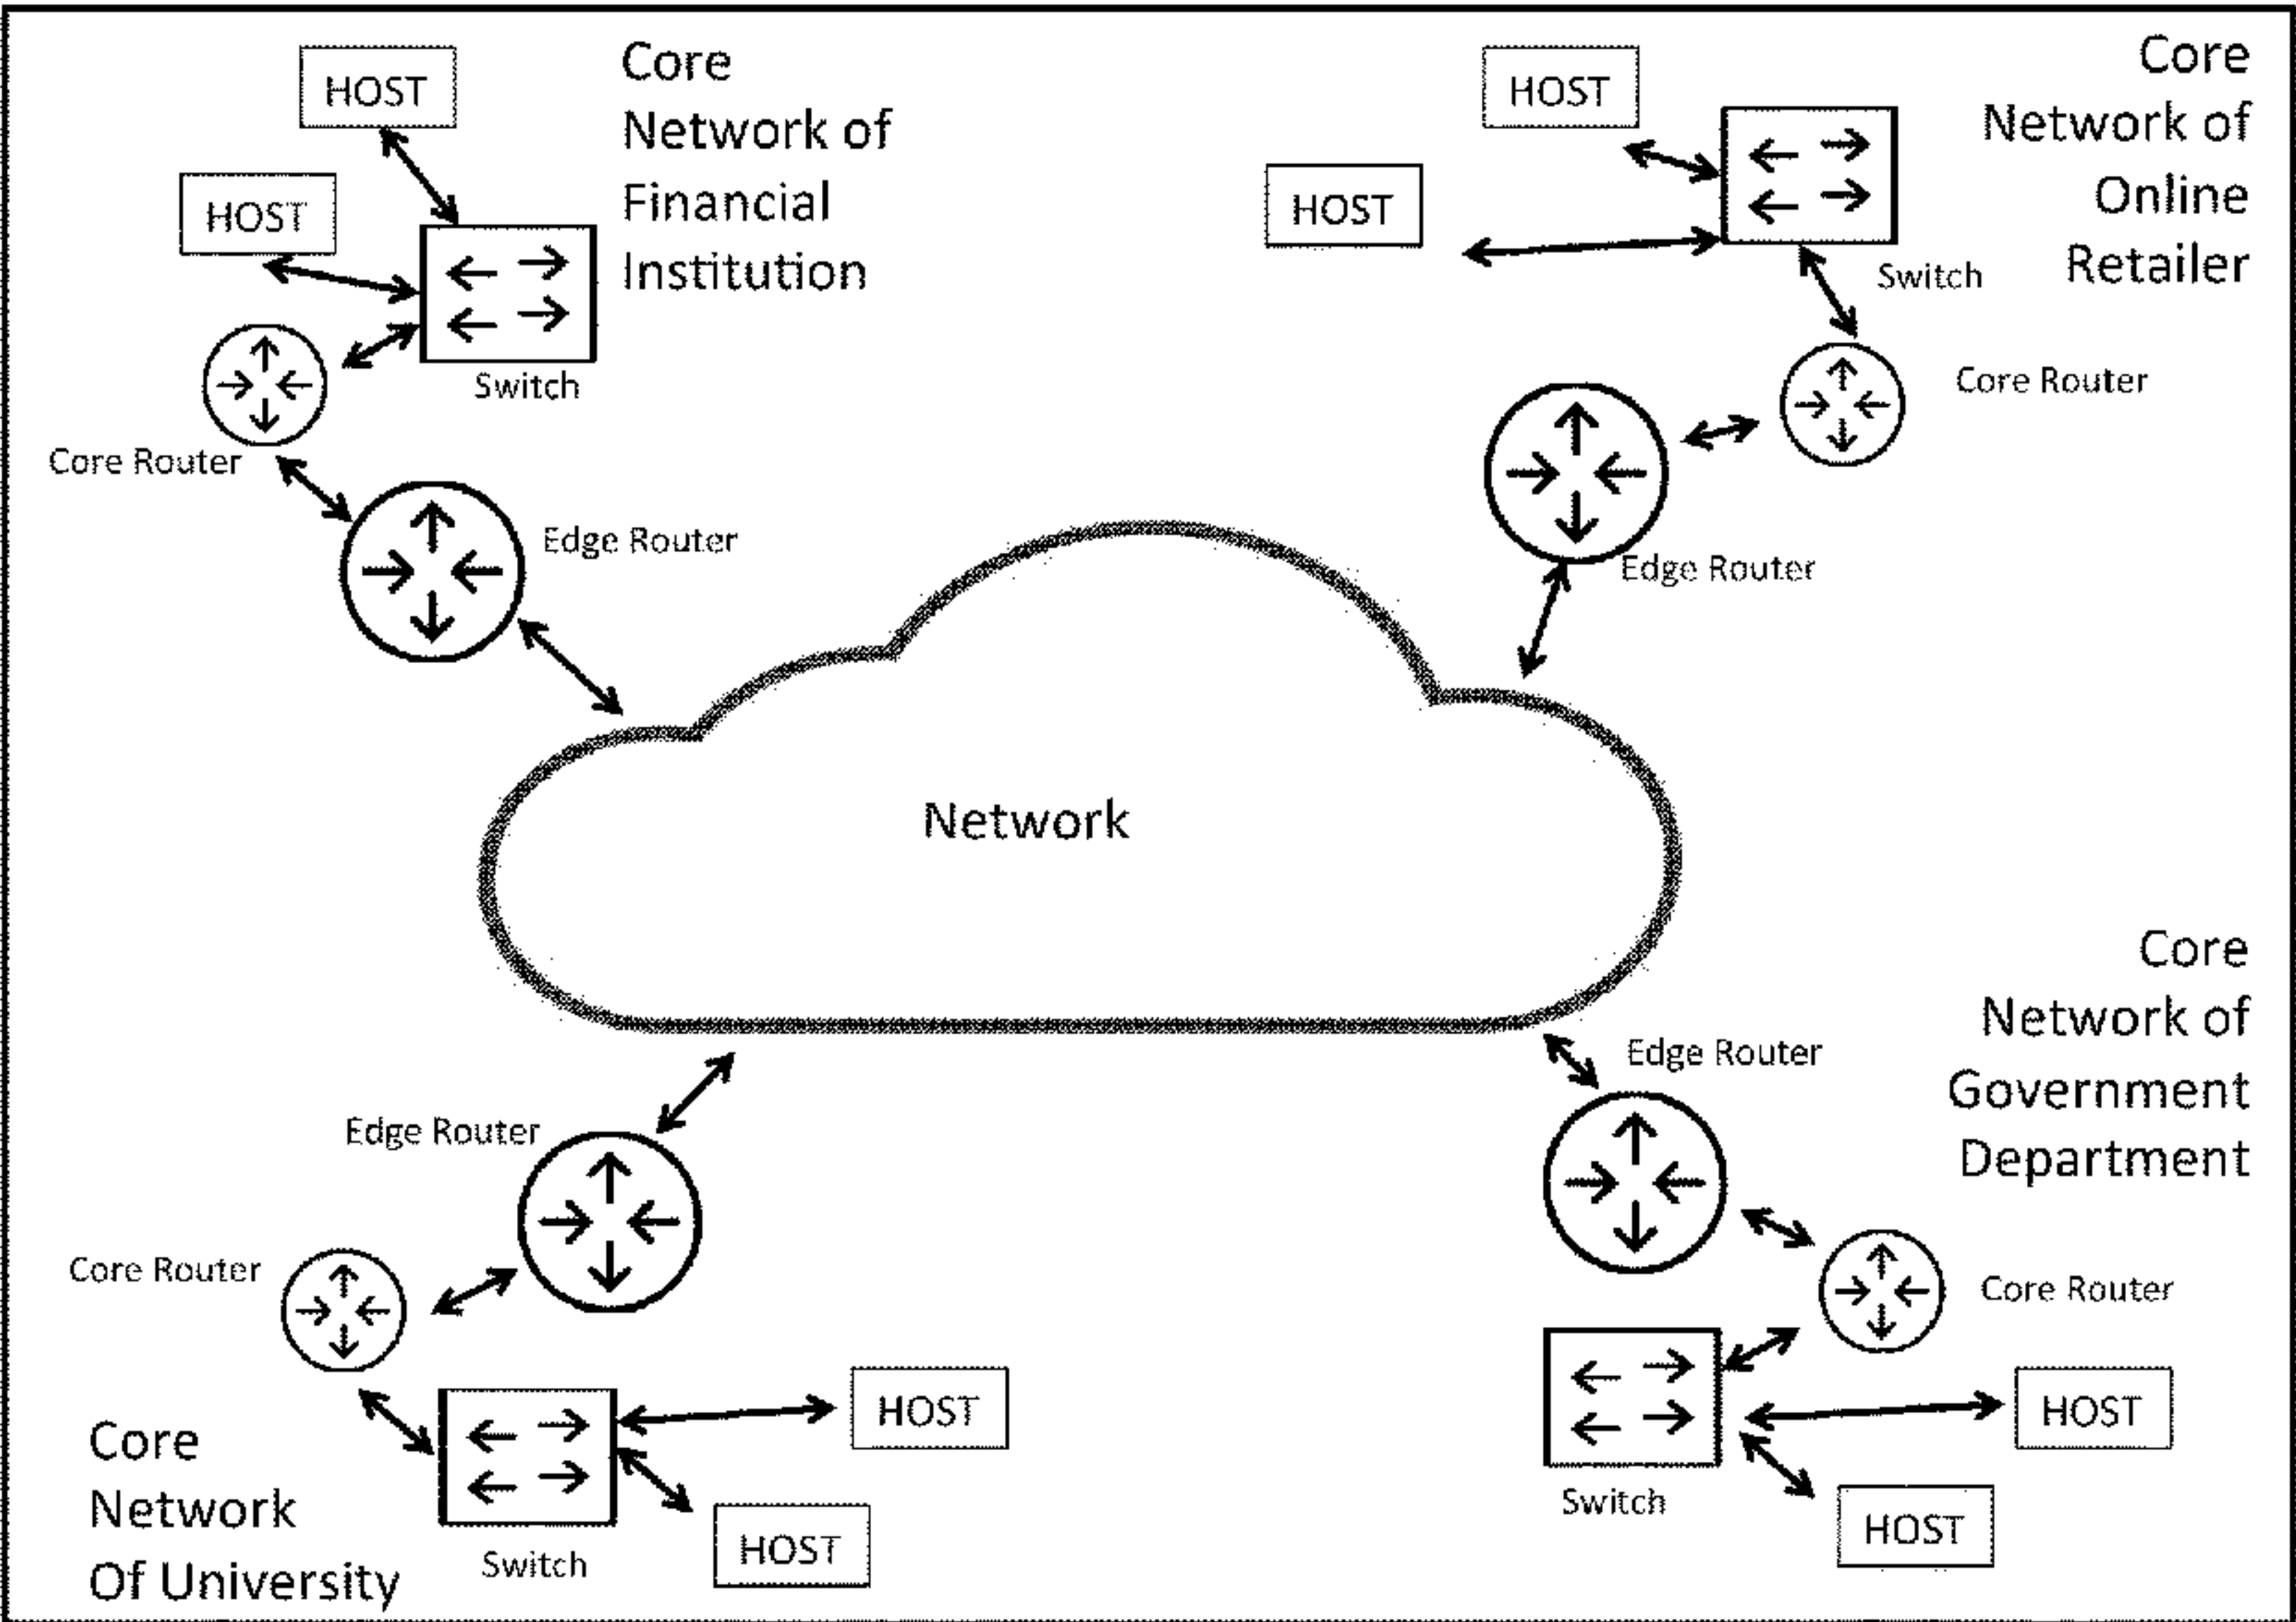 HOST
Core
Network of
Financial
Institution
HOST
Switch
Core Router
Edge Router
HOST
Core
Network of
Online
Retailer
HOST
Switch
Core Router
Edge Router
Network
Core
Network of
Government
Department
Edge Router
Core Router
HOST
Switch
HOST
Edge Router
Core Router
HOST
Core
Network
Of University
Switch
HOST